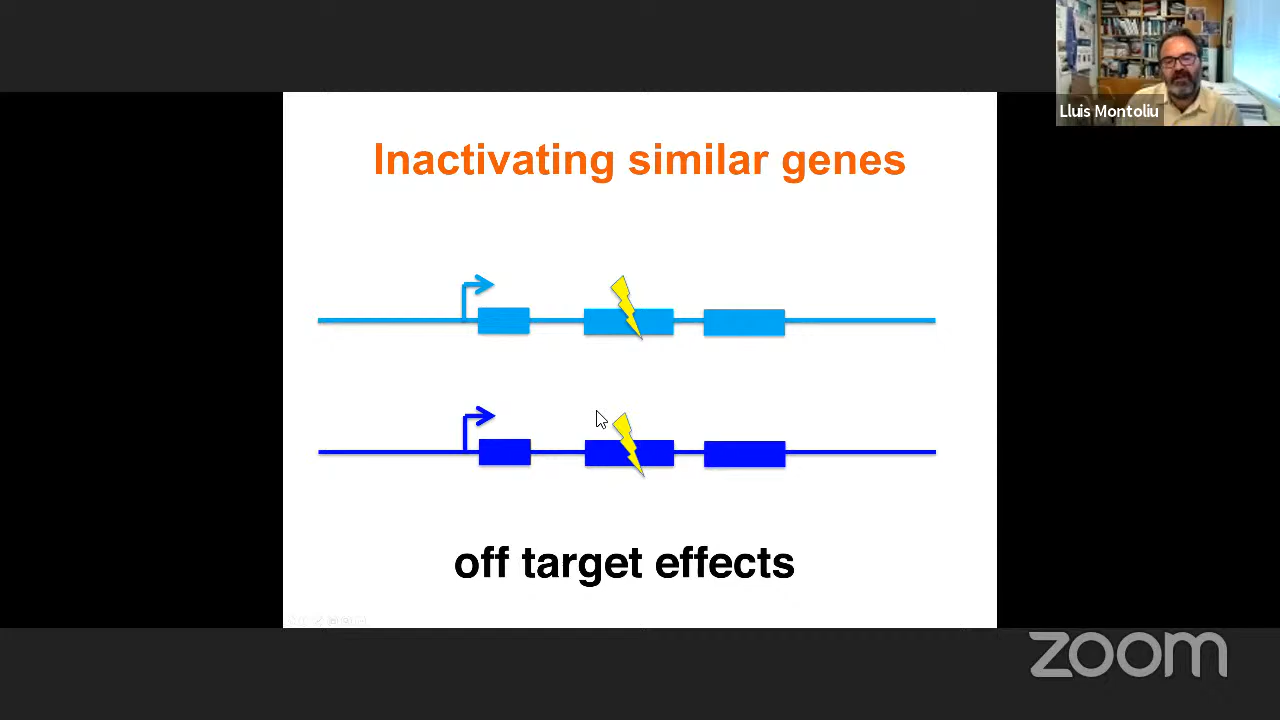 Lluis Montoliu
Inactivating similar genes
off target effects
zoom